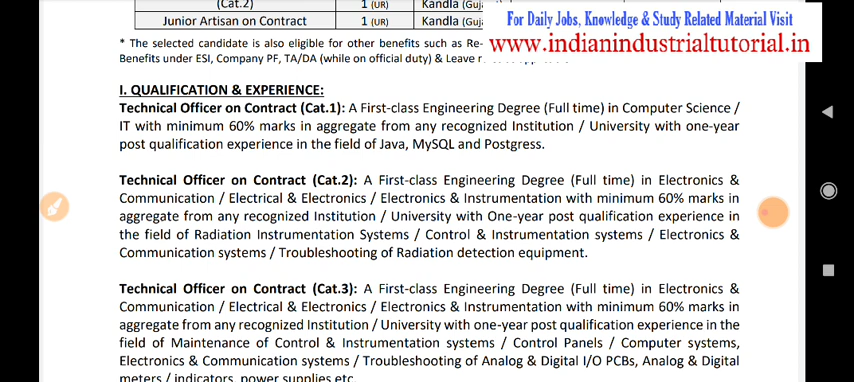 (Cat.2) 1 (UR) Kandla (Guj
Junior Artisan on Contract 1 (UR) Kandla (Guj
For Daily Jobs, Knowledge & Study Related Material Visit
www.indianindustrialtutorial.in
* The selected candidate is also eligible for other benefits such as Re-
Benefits under ESI, Company PF, TA/DA (while on official duty) & Leave
I. QUALIFICATION & EXPERIENCE:
Technical Officer on Contract (Cat.1): A First-class Engineering Degree (Full time) in Computer Science /
IT with minimum 60% marks in aggregate from any recognized Institution / University with one-year
post qualification experience in the field of Java, MySQL and Postgress.
Technical Officer on Contract (Cat.2): A First-class Engineering Degree (Full time) in Electronics &
Communication / Electrical & Electronics / Electronics & Instrumentation with minimum 60% marks in
aggregate from any recognized Institution / University with One-year post qualification experience in
the field of Radiation Instrumentation Systems / Control & Instrumentation systems / Electronics &
Communication systems / Troubleshooting of Radiation detection equipment.
Technical Officer on Contract (Cat.3): A First-class Engineering Degree (Full time) in Electronics &
Communication / Electrical & Electronics / Electronics & Instrumentation with minimum 60% marks in
aggregate from any recognized Institution / University with one-year post qualification experience in the
field of Maintenance of Control & Instrumentation systems / Control Panels / Computer systems,
Electronics & Communication systems / Troubleshooting of Analog & Digital I/O PCBs, Analog & Digital
meters / indicators, power supplies etc.